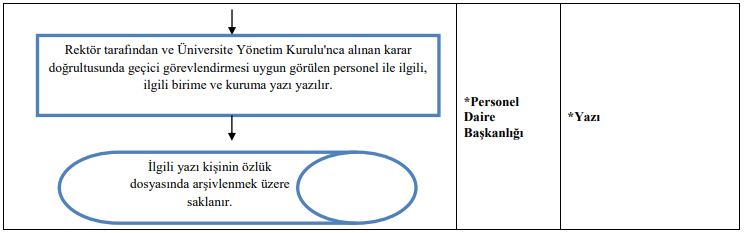 Rektör tarafından ve Üniversite Yönetim Kurulu'nca alınan karar
doğrultusunda geçici görevlendirmesi uygun görülen personel ile ilgili,
ilgili birime ve kuruma yazı yazılır.
İlgili yazı kişinin özlük
dosyasında arşivlenmek üzere
saklanır.
*Personel
Daire
Başkanlığı
*Yazı